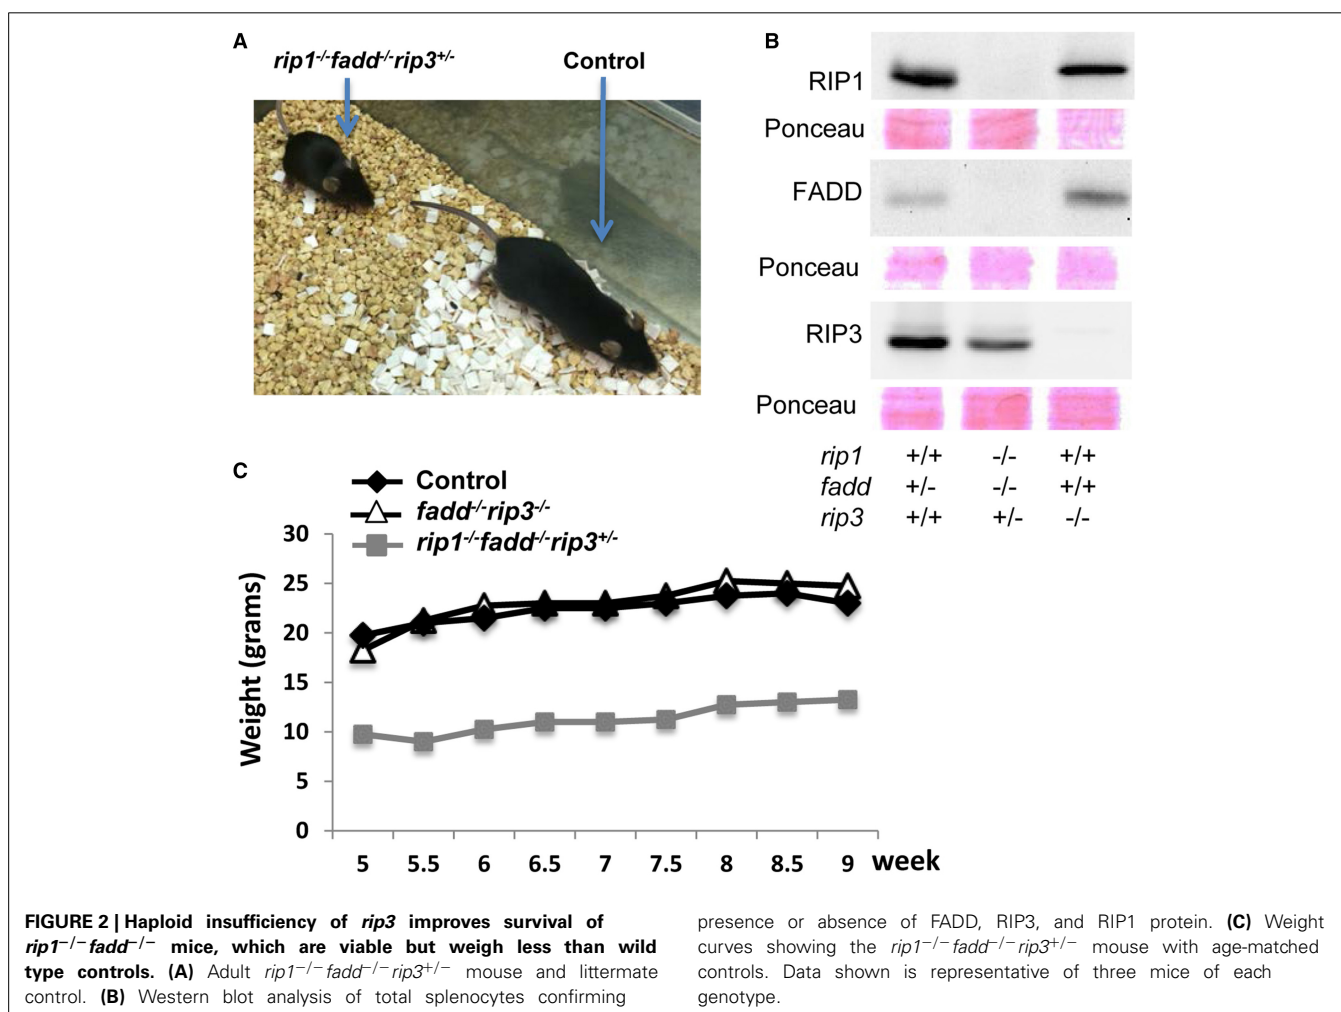 A
rip1-/-fadd-/-rip3+/-
Control
B
RIP1
Ponceau
FADD
Ponceau
RIP3
Ponceau
rip1 +/+ -/- +/+
fadd +/- -/- +/+
rip3 +/+ +/- -/-
C
Control
fadd-/-rip3-/-
rip1-/-fadd-/-rip3+/-
Weight (grams)
30
25
20
15
10
5
0
5 5.5 6 6.5 7 7.5 8 8.5 9 week
FIGURE 2 | Haploid insufficiency of rip3 improves survival of
rip1−/−fadd−/− mice, which are viable but weigh less than wild
type controls. (A) Adult rip1−/−fadd−/−rip3+/− mouse and littermate
control. (B) Western blot analysis of total splenocytes confirming
presence or absence of FADD, RIP3, and RIP1 protein. (C) Weight
curves showing the rip1−/−fadd−/−rip3+/− mouse with age-matched
controls. Data shown is representative of three mice of each
genotype.